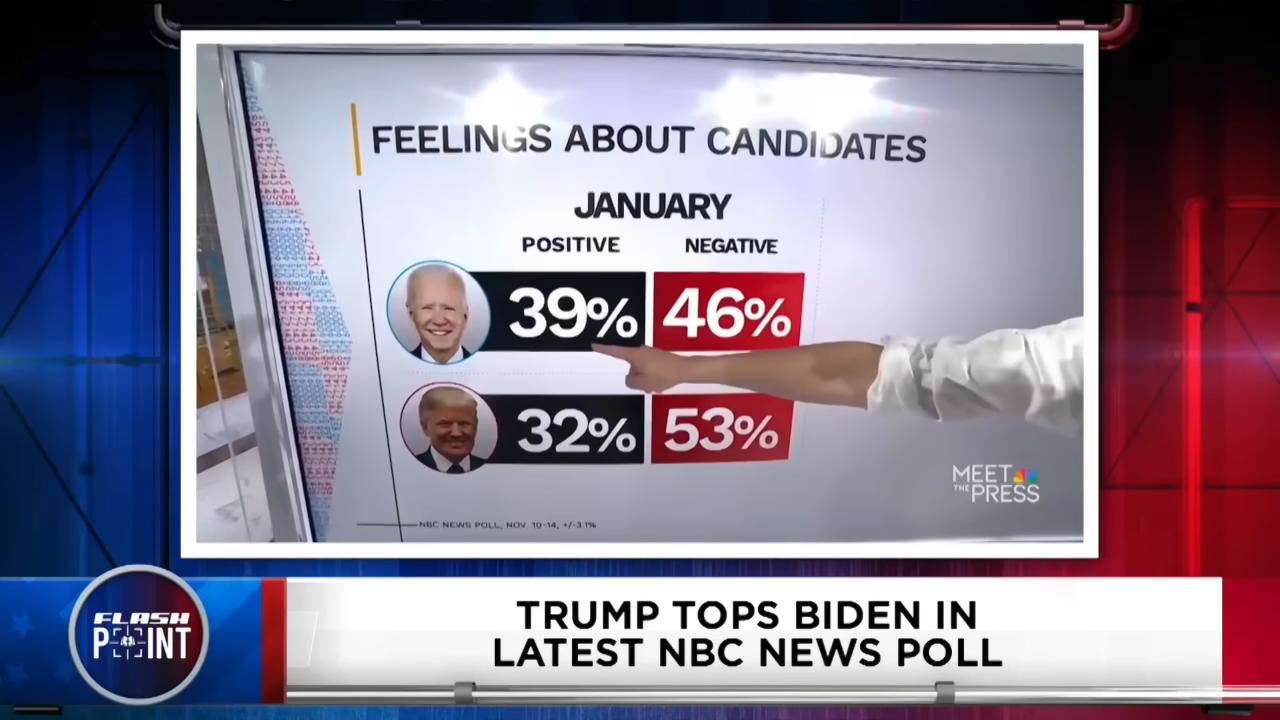 FEELINGS ABOUT CANDIDATES
JANUARY
POSITIVE NEGATIVE
39% 46%
32% 53%
MEET
THE PRESS
NBC NEWS POLL, NOV. 10-14, +/-3.1%
FLASH
POINT
TRUMP TOPS BIDEN IN
LATEST NBC NEWS POLL